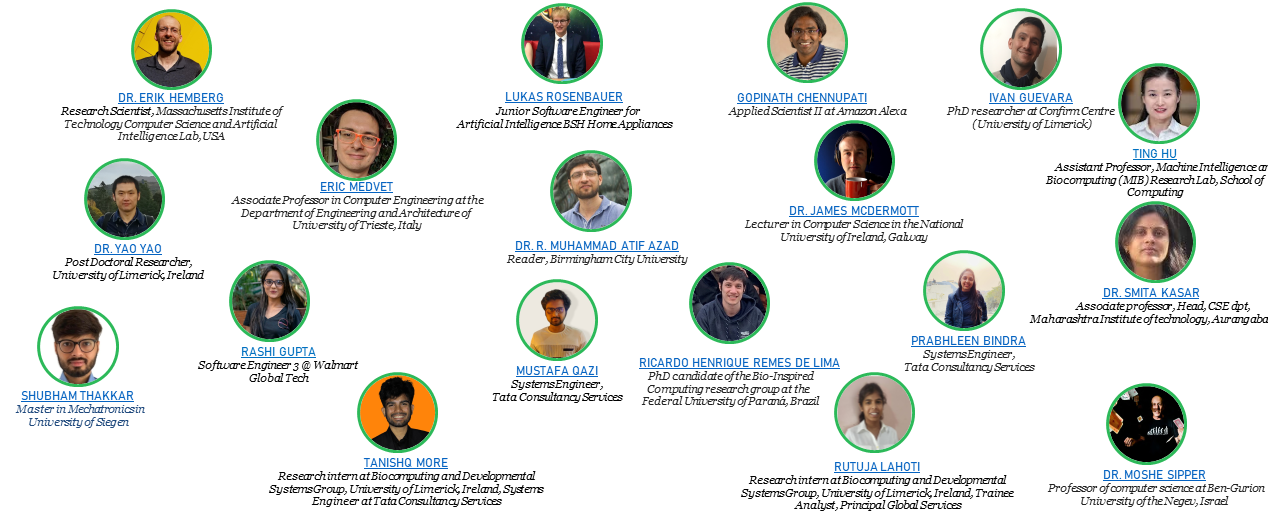 DR. ERIK HEMBERG
Research Scientist, Massachusetts Institute of
Technology Computer Science and Artificial
Intelligence Lab, USA
LUKAS ROSENBAUER
Junior Software Engineer for
Artificial Intelligence BSH Home Appliances
GOPINATH CHENNUPATI
Applied Scientist II at Amazon Alexa
IVAN GUEVARA
PhD researcher at Confirm Centre
(University of Limerick)
TING HU
Assistant Professor, Machine Intelligence an
Biocomputing (MIB) Research Lab, School of
Computing
ERIC MEDVET
Associate Professor in Computer Engineering at the
Department of Engineering and Architecture of
University of Trieste, Italy
DR. YAO YAO
Post Doctoral Researcher,
University of Limerick, Ireland
DR. R. MUHAMMAD ATIF AZAD
Reader, Birmingham City University
DR. JAMES MCDERMOTT
Lecturer in Computer Science in the National
University of Ireland, Galway
DR. SMITA KASAR
Associate professor, Head, CSE dpt,
Maharashtra Institute of technology, Aurangaba
RASHI GUPTA
Software Engineer 3 @ Walmart
Global Tech
MUSTAFA QAZI
Systems Engineer,
Tata Consultancy Services
RICARDO HENRIQUE REMES DE LIMA
PhD candidate of the Bio-Inspired
Computing research group at the
Federal University of Paraná, Brazil
PRABHLEEN BINDRA
Systems Engineer,
Tata Consultancy Services
SHUBHAM THAKKAR
Master in Mechatronics in
University of Siegen
TANISHQ MORE
Research intern at Biocomputing and Developmental
Systems Group, University of Limerick, Ireland, Systems
Engineer at Tata Consultancy Services
RUTUJA LAHOTI
Research intern at Biocomputing and Developmental
Systems Group, University of Limerick, Ireland, Trainee
Analyst, Principal Global Services
DR. MOSHE SIPPER
Professor of computer science at Ben-Gurion
University of the Negev, Israel